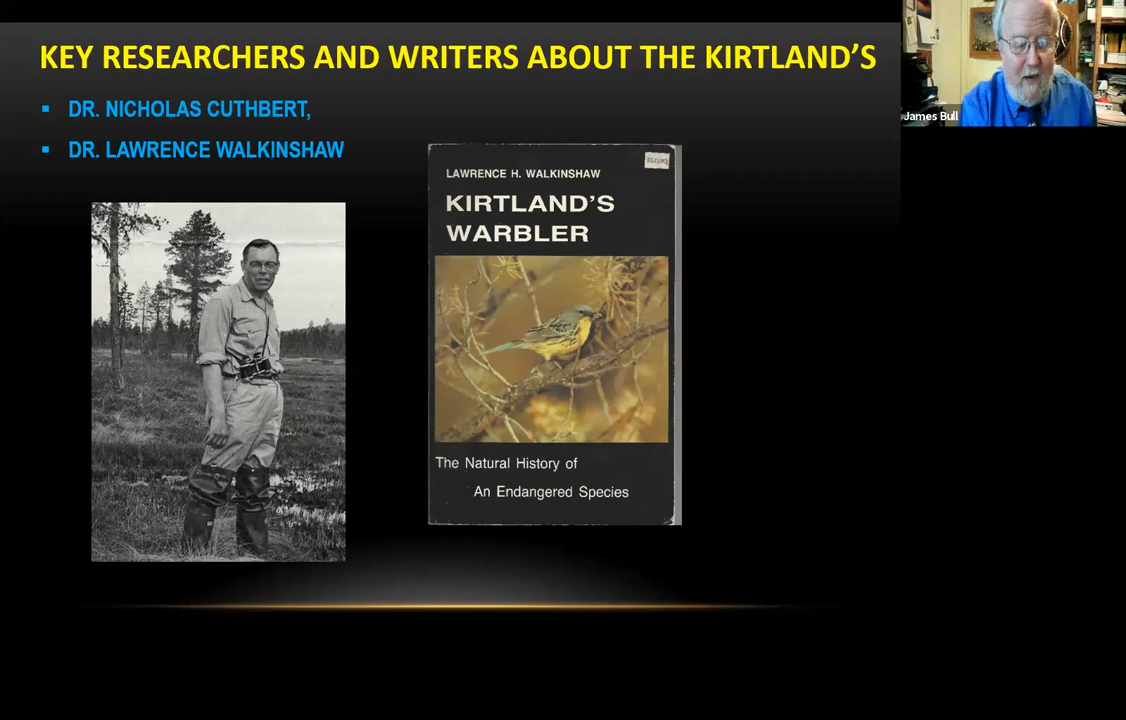 KEY RESEARCHERS AND WRITERS ABOUT THE KIRTLAND'S
James Bull
▪ DR. NICHOLAS CUTHBERT,
▪ DR. LAWRENCE WALKINSHAW
LAWRENCE H. WALKINSHAW
KIRTLAND'S
WARBLER
The Natural History of
An Endangered Species